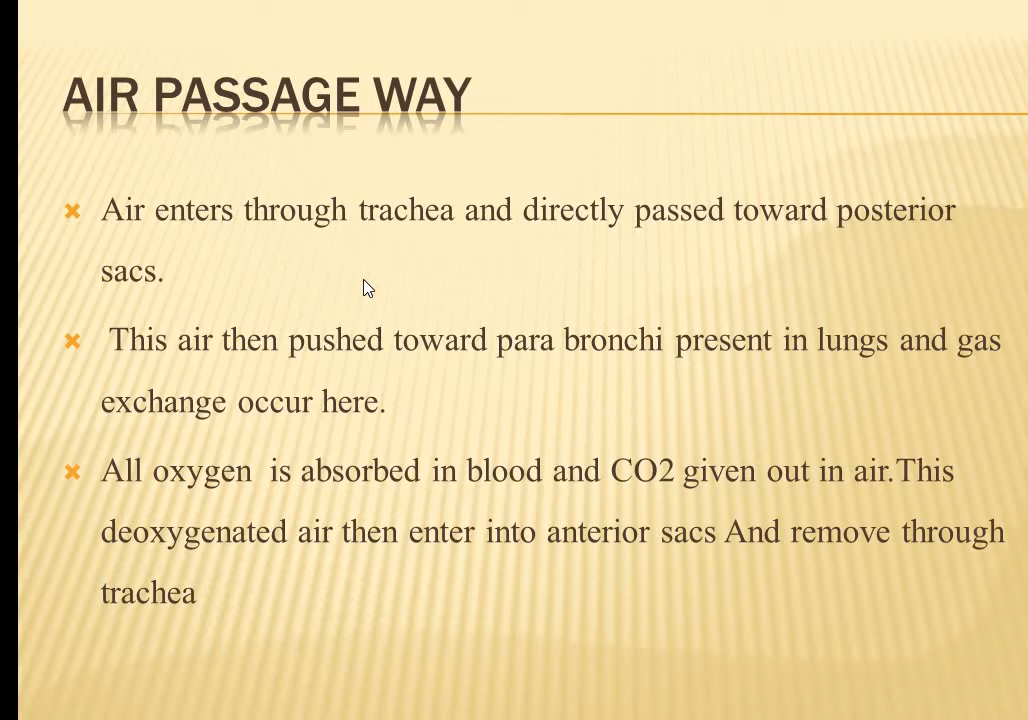 AIR PASSAGE WAY
Air enters through trachea and directly passed toward posterior
sacs.
This air then pushed toward para bronchi present in lungs and gas
exchange occur here.
All oxygen  is absorbed in blood and CO2 given out in air.This
deoxygenated air then enter into anterior sacs And remove through
trachea